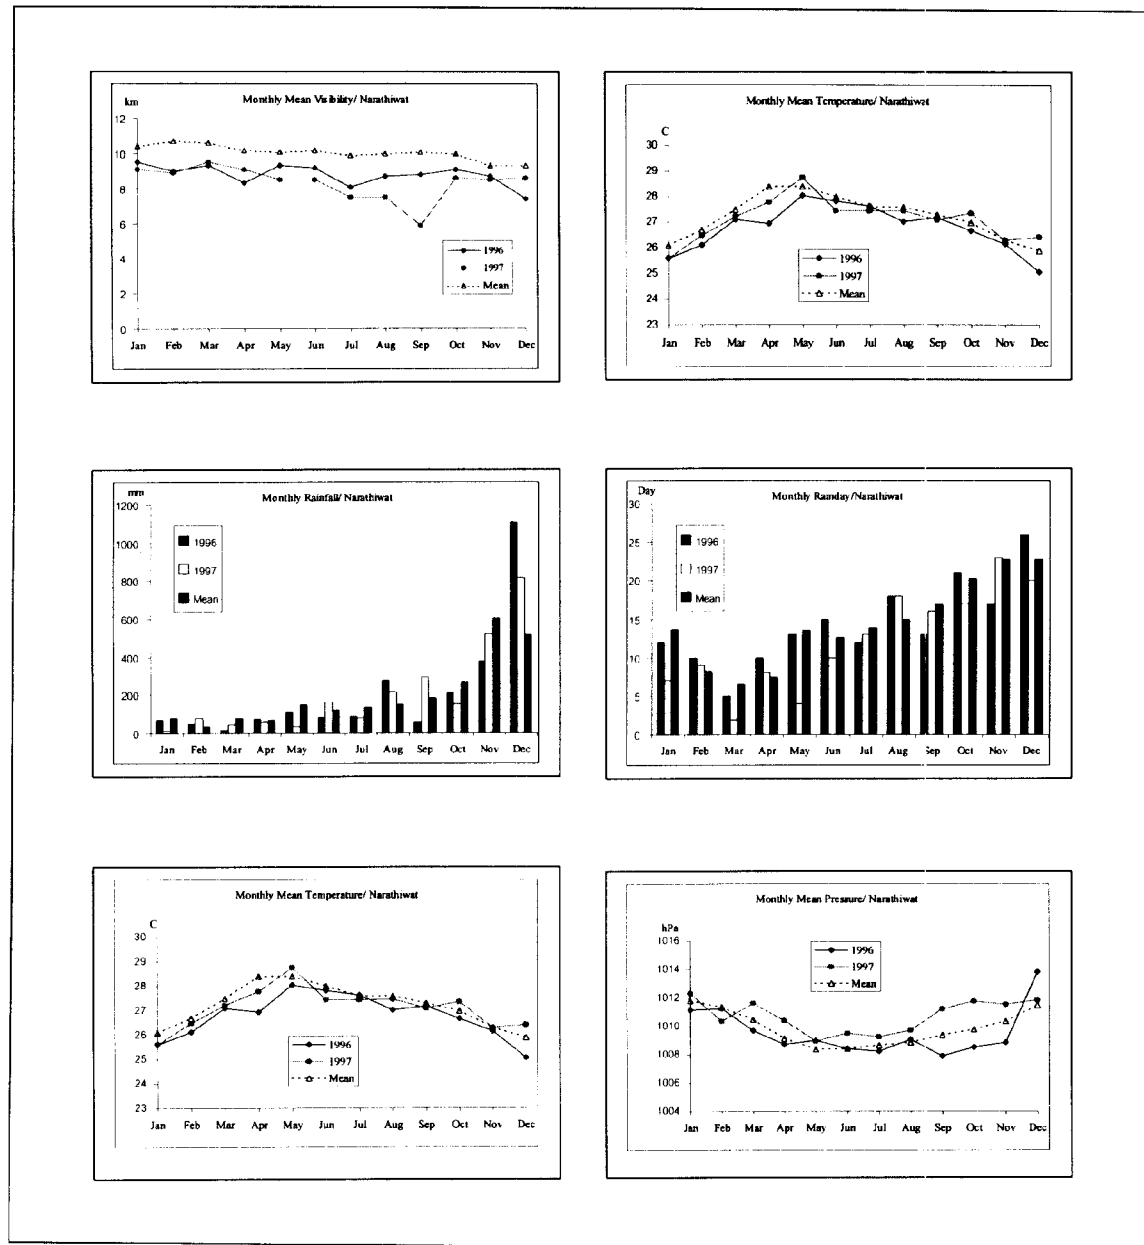 Monthly Mean Visibility/ Narathiwat
km
12
10
8
6
4
2
0
1996
1997
Mean
Jan Feb Mar Apr May Jun Jul Aug Sep Oct Nov Dec
Monthly Mean Temperature/ Narathiwat
C
30
29
28
27
26
25
24
23
1996
1997
Mean
Jan Feb Mar Apr May Jun Jul Aug Sep Oct Nov Dec
Monthly Rainfall/ Narathiwat
mm
1200
1000
800
600
400
200
0
1996
1997
Mean
Jan Feb Mar Apr May Jun Jul Aug Sep Oct Nov Dec
Monthly Rainday/Narathiwat
Day
30
25
20
15
10
5
0
1996
1997
Mean
Jan Feb Mar Apr May Jun Jul Aug Sep Oct Nov Dec
Monthly Mean Temperature/ Narathiwat
C
30
29
28
27
26
25
24
23
1996
1997
Mean
Jan Feb Mar Apr May Jun Jul Aug Sep Oct Nov Dec
Monthly Mean Pressure/ Narathiwat
hPa
1016
1014
1012
1010
1008
1006
1004
1996
1997
Mean
Jan Feb Mar Apr May Jun Jul Aug Sep Oct Nov Dec